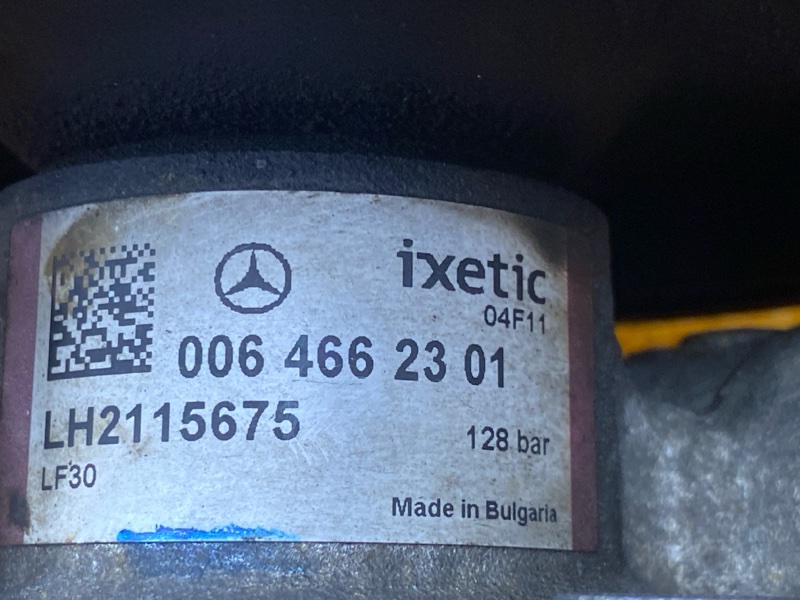 ixetic
04F11
006 466 23 01
LH2115675
128 bar
LF30
Made in Bulgaria